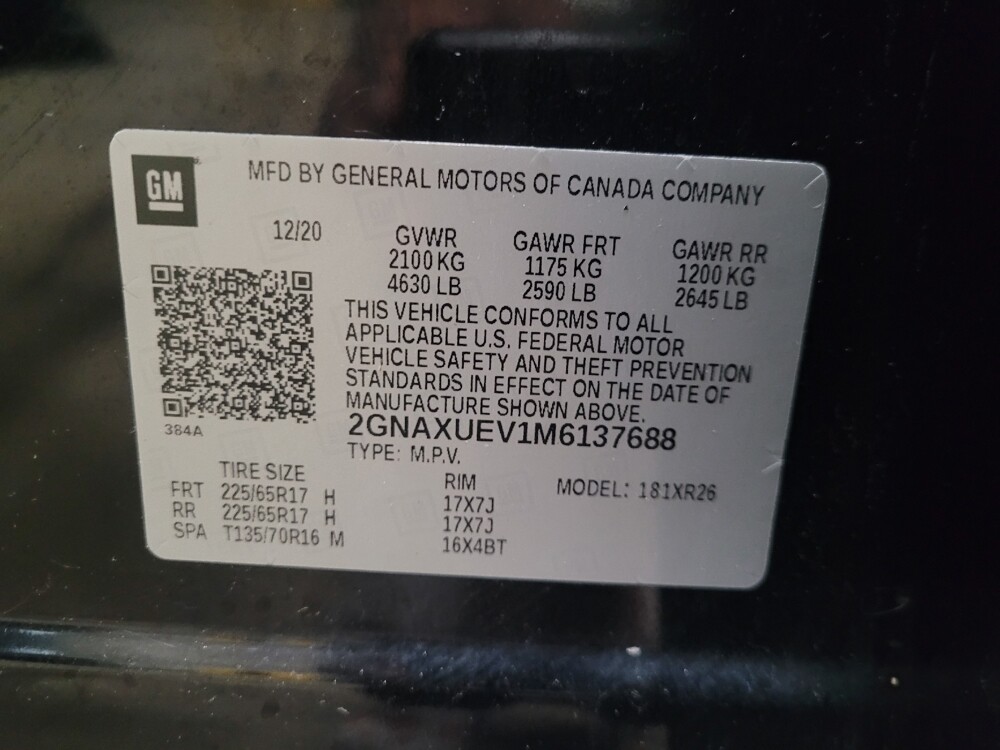 GM
MFD BY GENERAL MOTORS OF CANADA COMPANY
12/20 GVWR GAWR FRT GAWR RR
2100 KG 1175 KG 1200 KG
4630 LB 2590 LB 2645 LB
THIS VEHICLE CONFORMS TO ALL
APPLICABLE U.S. FEDERAL MOTOR
VEHICLE SAFETY AND THEFT PREVENTION
STANDARDS IN EFFECT ON THE DATE OF
MANUFACTURE SHOWN ABOVE.
384A
2GNAXUEV1M6137688
TYPE: M.P.V.
TIRE SIZE RIM MODEL: 181XR26
FRT 225/65R17 H 17X7J
RR 225/65R17 H 17X7J
SPA T135/70R16 M 16X4BT